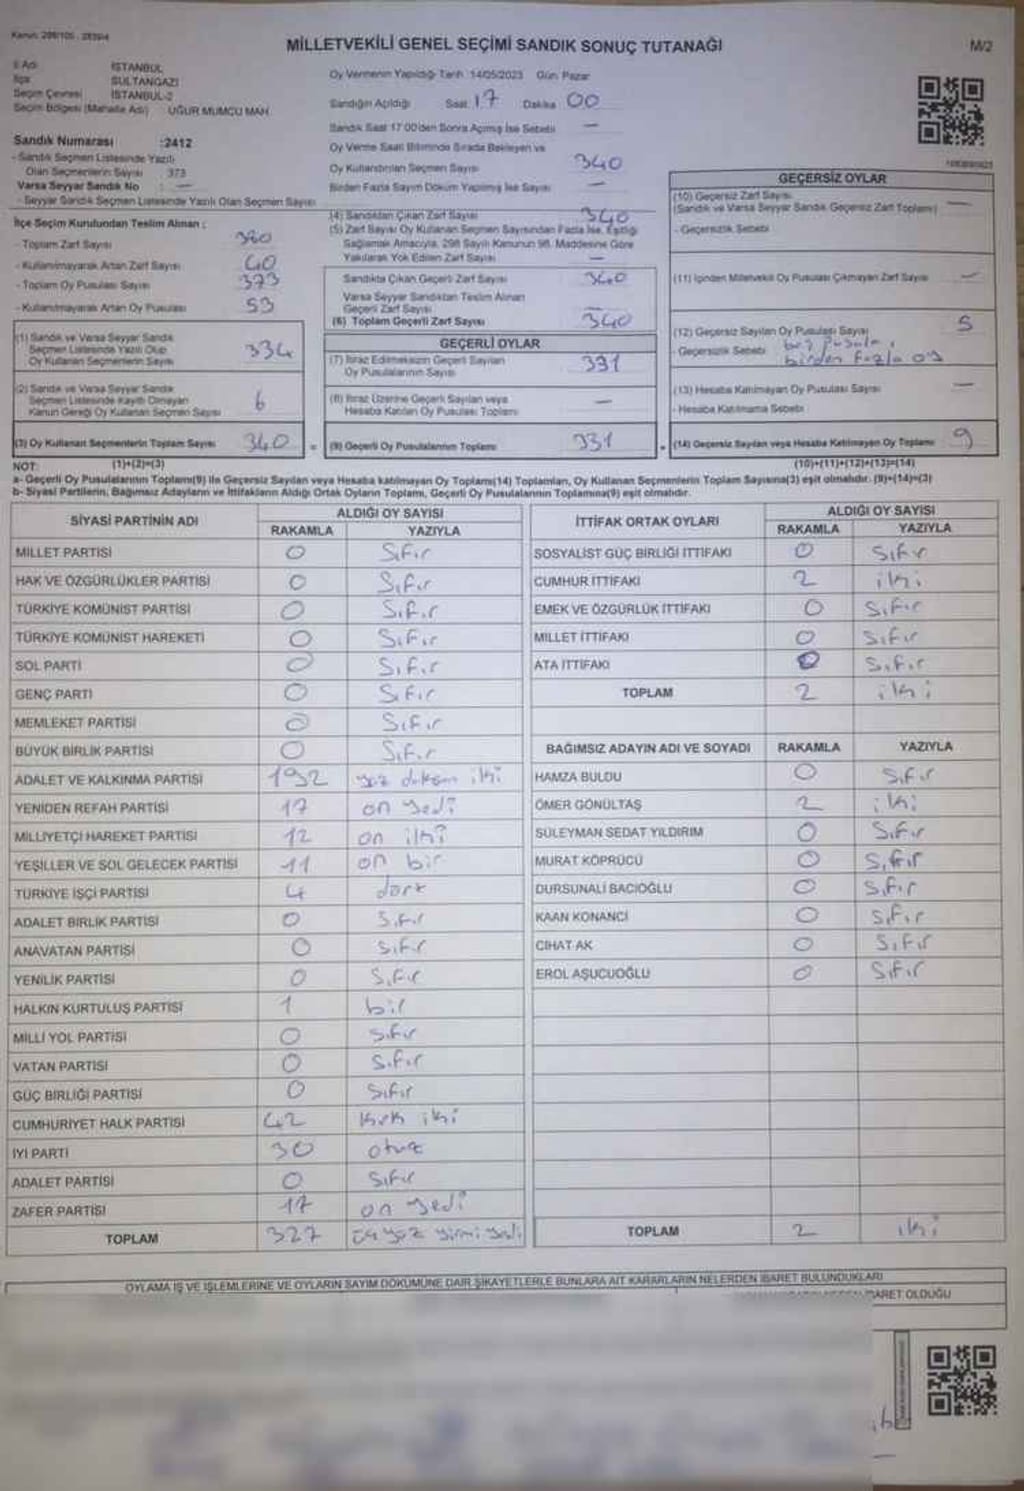 Kanun: 298/105 - 2839/4
MİLLETVEKİLİ GENEL SEÇİMİ SANDIK SONUÇ TUTANAĞI
M/2
İl Adı İSTANBUL
İlçe SULTANGAZİ
Seçim Çevresi İSTANBUL-2
Seçim Bölgesi (Mahalle Adı) UĞUR MUMCU MAH.
Sandık Numarası :2412
- Sandık Seçmen Listesinde Yazılı
Olan Seçmenlerin Sayısı 373
Varsa Seyyar Sandık No : —
- Seyyar Sandık Seçmen Listesinde Yazılı Olan Seçmen Sayısı
İlçe Seçim Kurulundan Teslim Alınan :
- Toplam Zarf Sayısı 380
- Kullanılmayarak Artan Zarf Sayısı 40
- Toplam Oy Pusulası Sayısı 373
- Kullanılmayarak Artan Oy Pusulası 53
(1) Sandık ve Varsa Seyyar Sandık
Seçmen Listesinde Yazılı Olup
Oy Kullanan Seçmenlerin Sayısı 334
(2) Sandık ve Varsa Seyyar Sandık
Seçmen Listesinde Kayıtlı Olmayan
Kanun Gereği Oy Kullanan Seçmen Sayısı 6
(3) Oy Kullanan Seçmenlerin Toplam Sayısı 340 =
Oy Vermenin Yapıldığı Tarih: 14/05/2023 Gün: Pazar
Sandığın Açıldığı Saat 17 Dakika 00
Sandık Saat 17:00'den Sonra Açılmış İse Sebebi —
Oy Verme Saati Bitiminde Sırada Bekleyen ve
Oy Kullandırılan Seçmen Sayısı 340
Birden Fazla Sayım Döküm Yapılmış İse Sayısı —
(4) Sandıktan Çıkan Zarf Sayısı 340
(5) Zarf Sayısı Oy Kullanan Seçmen Sayısından Fazla İse, Eşitliği
Sağlamak Amacıyla, 298 Sayılı Kanunun 98. Maddesine Göre
Yakılarak Yok Edilen Zarf Sayısı —
Sandıkta Çıkan Geçerli Zarf Sayısı 340
Varsa Seyyar Sandıktan Teslim Alınan
Geçerli Zarf Sayısı
(6) Toplam Geçerli Zarf Sayısı 340
GEÇERLİ OYLAR
(7) İtiraz Edilmeksizin Geçerli Sayılan
Oy Pusulalarının Sayısı 331
(8) İtiraz Üzerine Geçerli Sayılan veya
Hesaba Katılan Oy Pusulası Toplamı —
(9) Geçerli Oy Pusulalarının Toplamı 331 +
GEÇERSİZ OYLAR
(10) Geçersiz Zarf Sayısı
(Sandık ve Varsa Seyyar Sandık Geçersiz Zarf Toplamı) —
- Geçersizlik Sebebi
(11) İçinden Milletvekili Oy Pusulası Çıkmayan Zarf Sayısı —
(12) Geçersiz Sayılan Oy Pusulası Sayısı
- Geçersizlik Sebebi birden fazla oy
(13) Hesaba Katılmayan Oy Pusulası Sayısı —
- Hesaba Katılmama Sebebi
(14) Geçersiz Sayılan veya Hesaba Katılmayan Oy Toplamı 9
NOT: (1)+(2)=(3) (10)+(11)+(12)+(13)=(14)
a- Geçerli Oy Pusulalarının Toplamı(9) ile Geçersiz Sayılan veya Hesaba katılmayan Oy Toplamı(14) Toplamları, Oy Kullanan Seçmenlerin Toplam Sayısına(3) eşit olmalıdır. (9)+(14)=(3)
b- Siyasi Partilerin, Bağımsız Adayların ve İttifakların Aldığı Ortak Oyların Toplamı, Geçerli Oy Pusulalarının Toplamına(9) eşit olmalıdır.
SİYASİ PARTİNİN ADI ALDIĞI OY SAYISI
RAKAMLA YAZIYLA
MİLLET PARTİSİ 0 Sıfır
HAK VE ÖZGÜRLÜKLER PARTİSİ 0 Sıfır
TÜRKİYE KOMÜNİST PARTİSİ 0 Sıfır
TÜRKİYE KOMÜNİST HAREKETİ 0 Sıfır
SOL PARTİ 0 Sıfır
GENÇ PARTİ 0 Sıfır
MEMLEKET PARTİSİ 0 Sıfır
BÜYÜK BİRLİK PARTİSİ 0 Sıfır
ADALET VE KALKINMA PARTİSİ 192 yüz doksan iki
YENİDEN REFAH PARTİSİ 17 on yedi
MİLLİYETÇİ HAREKET PARTİSİ 12 on iki
YEŞİLLER VE SOL GELECEK PARTİSİ 11 on bir
TÜRKİYE İŞÇİ PARTİSİ 4 dört
ADALET BİRLİK PARTİSİ 0 Sıfır
ANAVATAN PARTİSİ 0 Sıfır
YENİLİK PARTİSİ 0 Sıfır
HALKIN KURTULUŞ PARTİSİ 1 bir
MİLLİ YOL PARTİSİ 0 Sıfır
VATAN PARTİSİ 0 Sıfır
GÜÇ BİRLİĞİ PARTİSİ 0 Sıfır
CUMHURİYET HALK PARTİSİ 42 kırk iki
İYİ PARTİ 30 otuz
ADALET PARTİSİ 0 Sıfır
ZAFER PARTİSİ 17 on yedi
TOPLAM 327 üç yüz yirmi yedi
İTTİFAK ORTAK OYLARI ALDIĞI OY SAYISI
RAKAMLA YAZIYLA
SOSYALİST GÜÇ BİRLİĞİ İTTİFAKI 0 Sıfır
CUMHUR İTTİFAKI 2 iki
EMEK VE ÖZGÜRLÜK İTTİFAKI 0 Sıfır
MİLLET İTTİFAKI 0 Sıfır
ATA İTTİFAKI 0 Sıfır
TOPLAM 2 iki
BAĞIMSIZ ADAYIN ADI VE SOYADI RAKAMLA YAZIYLA
HAMZA BULDU 0 Sıfır
ÖMER GÖNÜLTAŞ 2 iki
SÜLEYMAN SEDAT YILDIRIM 0 Sıfır
MURAT KÖPRÜCÜ 0 Sıfır
DURSUNALİ BACIOĞLU 0 Sıfır
KAAN KONANCI 0 Sıfır
CİHAT AK 0 Sıfır
EROL AŞUCUOĞLU 0 Sıfır
TOPLAM 2 iki
OYLAMA İŞ VE İŞLEMLERİNE VE OYLARIN SAYIM DÖKÜMÜNE DAİR ŞİKAYETLERLE BUNLARA AİT KARARLARIN NELERDEN İBARET BULUNDUKLARI
OLDUĞU